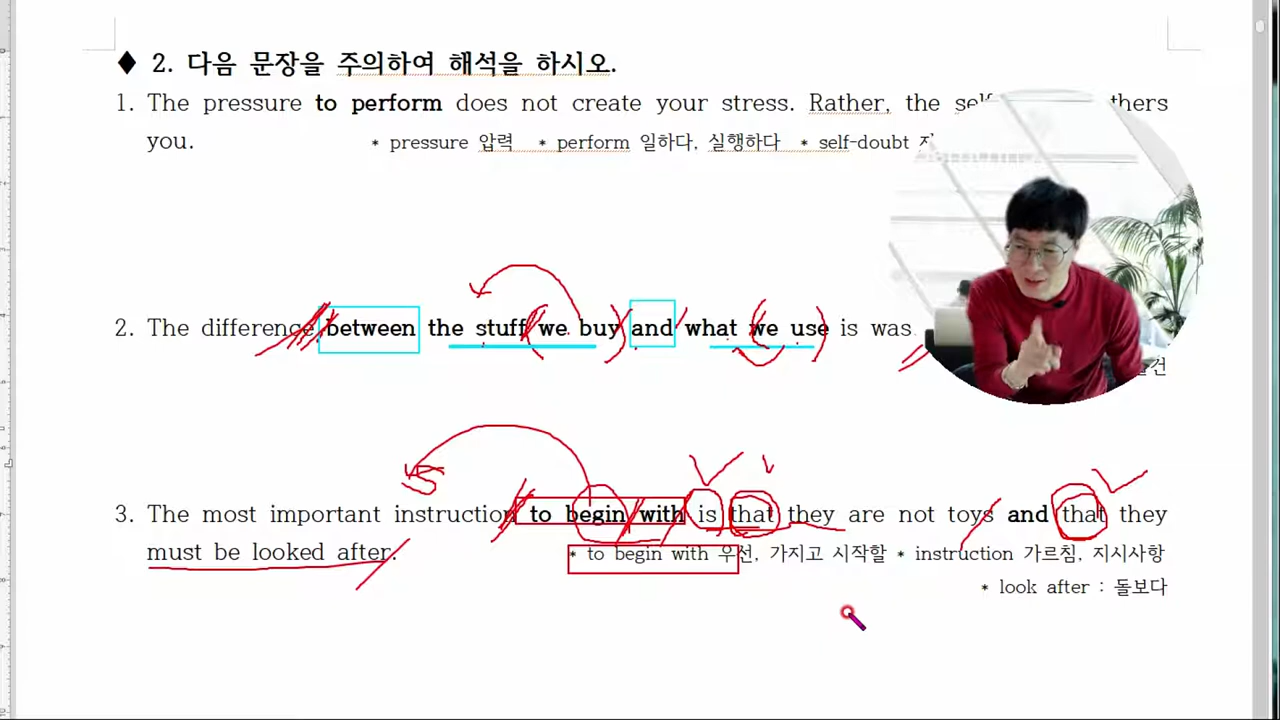 ◆ 2. 다음 문장을 주의하여 해석을 하시오.
1. The pressure to perform does not create your stress. Rather, the
you. * pressure 압력 * perform 일하다, 실행하다 * self-doubt
2. The difference between the stuff we buy and what we use is was
3. The most important instruction to begin with is that they are not toys and that they
must be looked after. * to begin with 우선, 가지고 시작할 * instruction 가르침, 지시사항
* look after : 돌보다